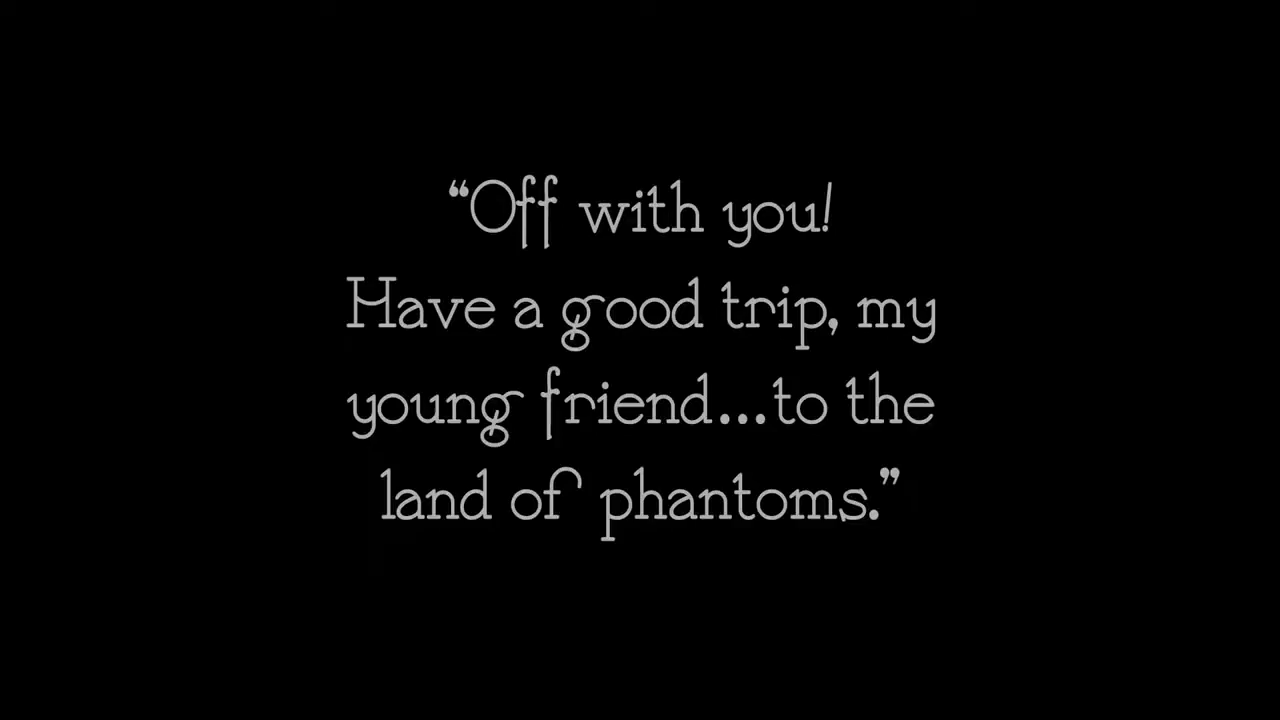 “Off with you!
Have a good trip, my
young friend...to the
land of phantoms.”